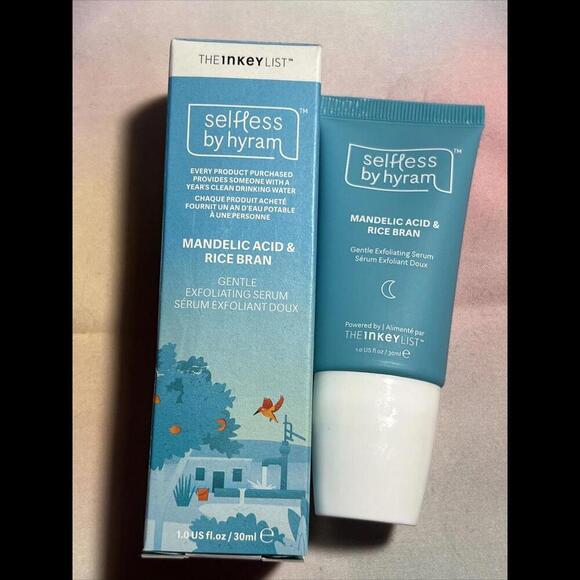 THE INKEY LIST™
selfless™
by hyram
EVERY PRODUCT PURCHASED
PROVIDES SOMEONE WITH A
YEAR'S CLEAN DRINKING WATER
CHAQUE PRODUIT ACHETÉ
FOURNIT UN AN D'EAU POTABLE
À UNE PERSONNE
MANDELIC ACID &
RICE BRAN
GENTLE
EXFOLIATING SERUM
SÉRUM EXFOLIANT DOUX
1.0 US fl.oz / 30ml ℮
selfless™
by hyram
MANDELIC ACID &
RICE BRAN
Gentle Exfoliating Serum
Sérum Exfoliant Doux
Powered by | Alimenté par
THE INKEY LIST™
1.0 US fl.oz / 30ml ℮